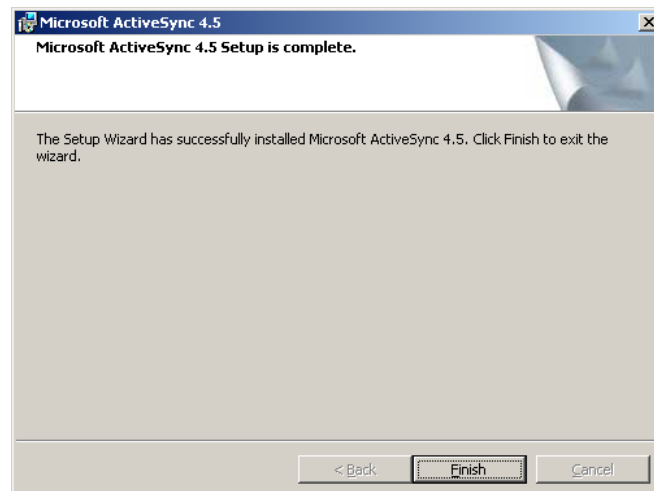 Microsoft ActiveSync 4.5
Microsoft ActiveSync 4.5 Setup is complete.
The Setup Wizard has successfully installed Microsoft ActiveSync 4.5. Click Finish to exit the
wizard.
< Back Finish Cancel